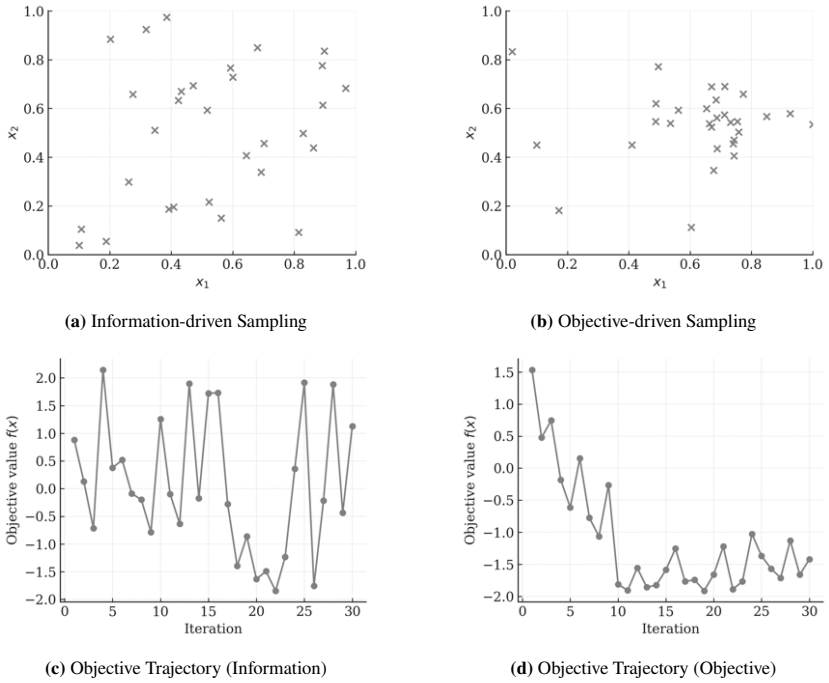 1.0
0.8
0.6
0.4
0.2
0.0
0.0 0.2 0.4 0.6 0.8 1.0
x2
x1
(a) Information-driven Sampling
1.0
0.8
0.6
0.4
0.2
0.0
0.0 0.2 0.4 0.6 0.8 1.0
x2
x1
(b) Objective-driven Sampling
2.0
1.5
1.0
0.5
0.0
−0.5
−1.0
−1.5
−2.0
0 5 10 15 20 25 30
Objective value f(x)
Iteration
(c) Objective Trajectory (Information)
1.5
1.0
0.5
0.0
−0.5
−1.0
−1.5
−2.0
0 5 10 15 20 25 30
Objective value f(x)
Iteration
(d) Objective Trajectory (Objective)